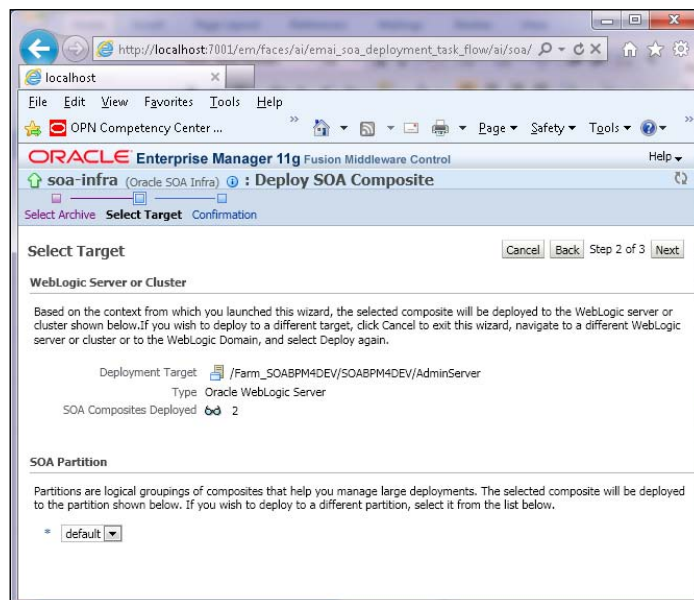 http://localhost:7001/em/faces/ai/emai_soa_deployment_task_flow/ai/soa/
localhost
File Edit View Favorites Tools Help
OPN Competency Center ...
Page Safety Tools
ORACLE Enterprise Manager 11g Fusion Middleware Control Help
soa-infra (Oracle SOA Infra) : Deploy SOA Composite
Select Archive Select Target Confirmation
Select Target Cancel Back Step 2 of 3 Next
WebLogic Server or Cluster
Based on the context from which you launched this wizard, the selected composite will be deployed to the WebLogic server or
cluster shown below.If you wish to deploy to a different target, click Cancel to exit this wizard, navigate to a different WebLogic
server or cluster or to the WebLogic Domain, and select Deploy again.
Deployment Target /Farm_SOABPM4DEV/SOABPM4DEV/AdminServer
Type Oracle WebLogic Server
SOA Composites Deployed 2
SOA Partition
Partitions are logical groupings of composites that help you manage large deployments. The selected composite will be deployed
to the partition shown below. If you wish to deploy to a different partition, select it from the list below.
* default